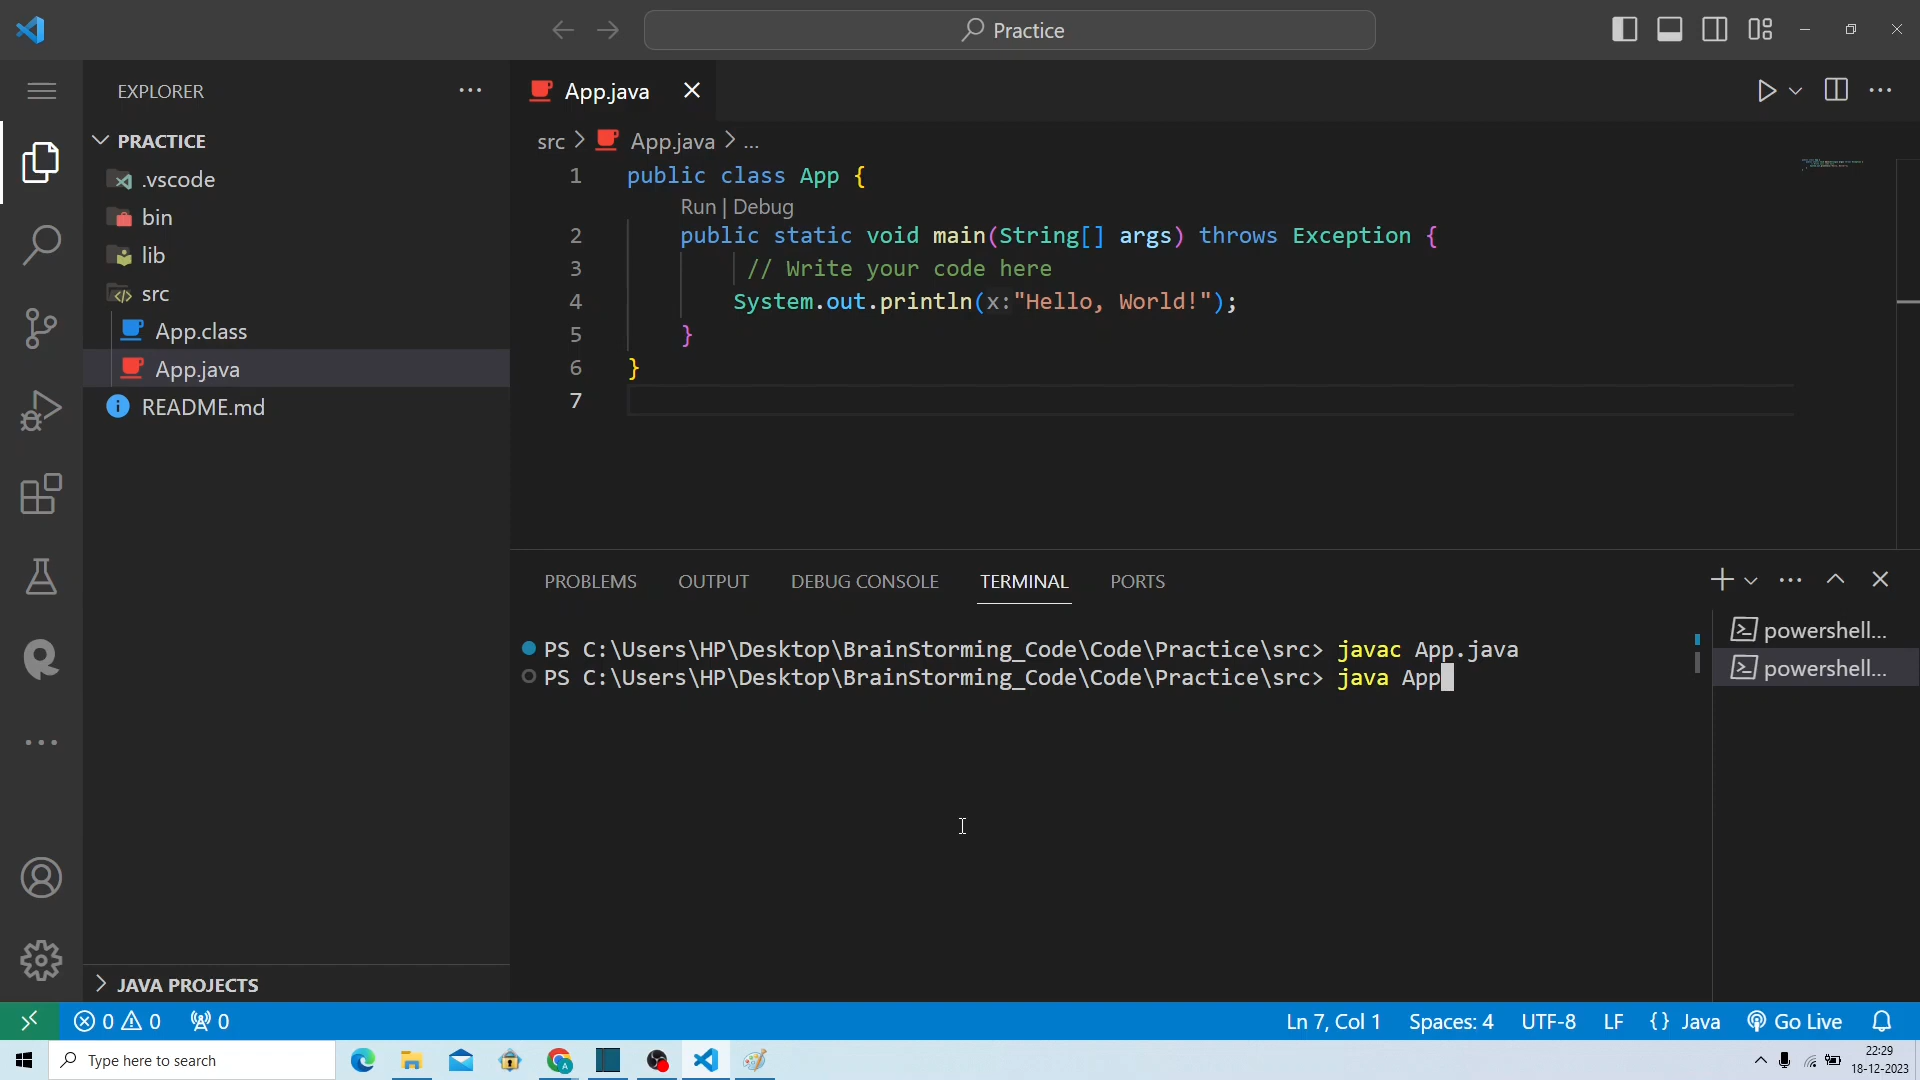 Practice
EXPLORER
PRACTICE
.vscode
bin
lib
src
App.class
App.java
README.md
JAVA PROJECTS
App.java
src > App.java > ...
1 public class App {
Run | Debug
2 public static void main(String[] args) throws Exception {
3 // Write your code here
4 System.out.println(x:"Hello, World!");
5 }
6 }
7
PROBLEMS OUTPUT DEBUG CONSOLE TERMINAL PORTS
PS C:\Users\HP\Desktop\BrainStorming_Code\Code\Practice\src> javac App.java
PS C:\Users\HP\Desktop\BrainStorming_Code\Code\Practice\src> java App
powershell...
powershell...
0 0 0 Ln 7, Col 1 Spaces: 4 UTF-8 LF {} Java Go Live
Type here to search
22:29
18-12-2023